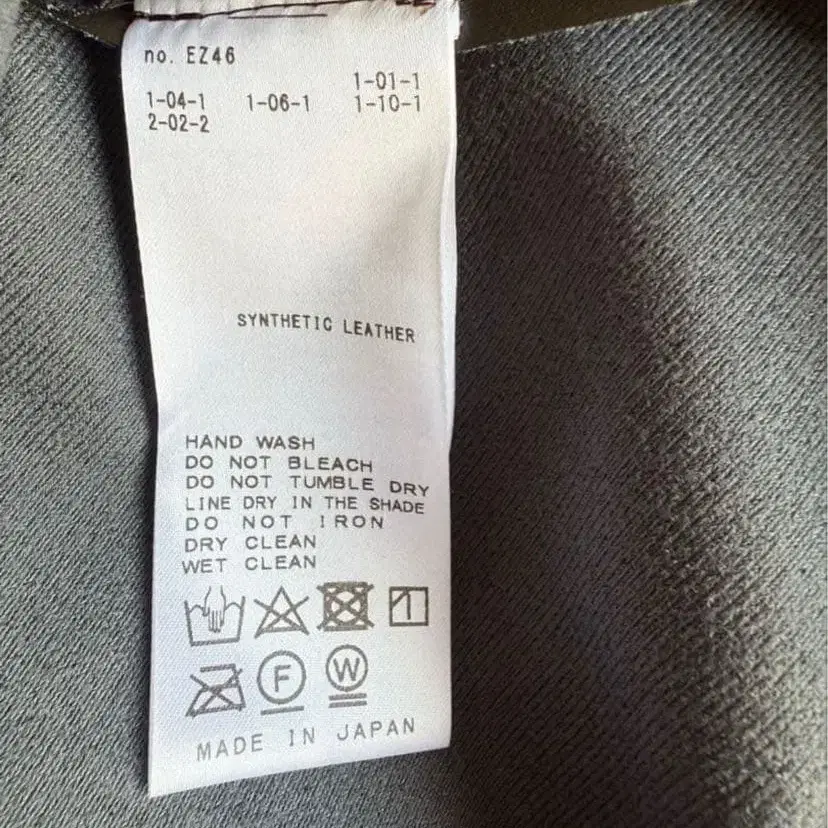 no. EZ46
1-01-1
1-04-1 1-06-1 1-10-1
2-02-2
SYNTHETIC LEATHER
HAND WASH
DO NOT BLEACH
DO NOT TUMBLE DRY
LINE DRY IN THE SHADE
DO NOT IRON
DRY CLEAN
WET CLEAN
F W
MADE IN JAPAN